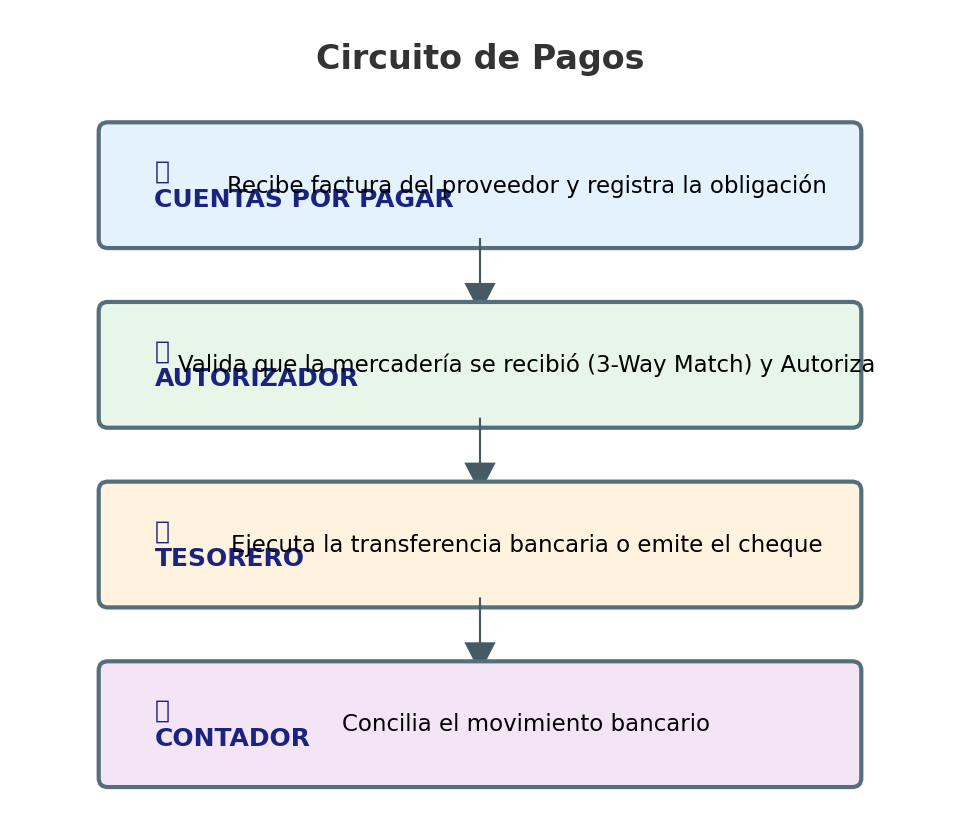 Circuito de Pagos
Recibe factura del proveedor y registra la obligación
CUENTAS POR PAGAR
Valida que la mercadería se recibió (3-Way Match) y Autoriza
AUTORIZADOR
Ejecuta la transferencia bancaria o emite el cheque
TESORERO
Concilia el movimiento bancario
CONTADOR